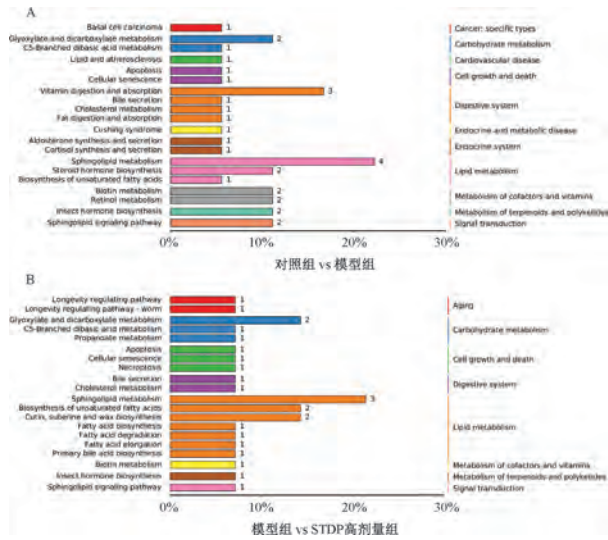 A
Basal cell carcinoma 1 Cancer: specific types
Glyoxylate and dicarboxylate metabolism 2 Carbohydrate metabolism
C5-Branched dibasic acid metabolism 1
Lipid and atherosclerosis 1 Cardiovascular disease
Apoptosis 1 Cell growth and death
Cellular senescence 1
Vitamin digestion and absorption 3 Digestive system
Bile secretion 1
Cholesterol metabolism 1
Fat digestion and absorption 1
Cushing syndrome 1 Endocrine and metabolic disease
Aldosterone synthesis and secretion 1 Endocrine system
Cortisol synthesis and secretion 1
Sphingolipid metabolism 4 Lipid metabolism
Steroid hormone biosynthesis 2
Biosynthesis of unsaturated fatty acids 1
Biotin metabolism 2 Metabolism of cofactors and vitamins
Retinol metabolism 2
Insect hormone biosynthesis 2 Metabolism of terpenoids and polyketides
Sphingolipid signaling pathway 2 Signal transduction
0% 10% 20% 30%
对照组 vs 模型组
B
Longevity regulating pathway 1 Aging
Longevity regulating pathway - worm 1
Glyoxylate and dicarboxylate metabolism 2 Carbohydrate metabolism
C5-Branched dibasic acid metabolism 1
Propanoate metabolism 1
Apoptosis 1 Cell growth and death
Cellular senescence 1
Necroptosis 1
Bile secretion 1 Digestive system
Cholesterol metabolism 1
Sphingolipid metabolism 3 Lipid metabolism
Biosynthesis of unsaturated fatty acids 2
Cutin, suberine and wax biosynthesis 2
Fatty acid biosynthesis 1
Fatty acid degradation 1
Fatty acid elongation 1
Primary bile acid biosynthesis 1
Biotin metabolism 1 Metabolism of cofactors and vitamins
Insect hormone biosynthesis 1 Metabolism of terpenoids and polyketides
Sphingolipid signaling pathway 1 Signal transduction
0% 10% 20% 30%
模型组 vs STDP高剂量组